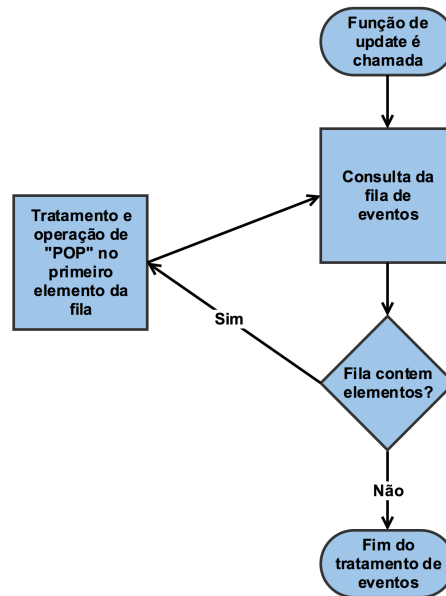 Função de
update é
chamada
Consulta da
fila de
eventos
Tratamento e
operação de
"POP" no
primeiro
elemento da
fila
Sim
Fila contem
elementos?
Não
Fim do
tratamento de
eventos